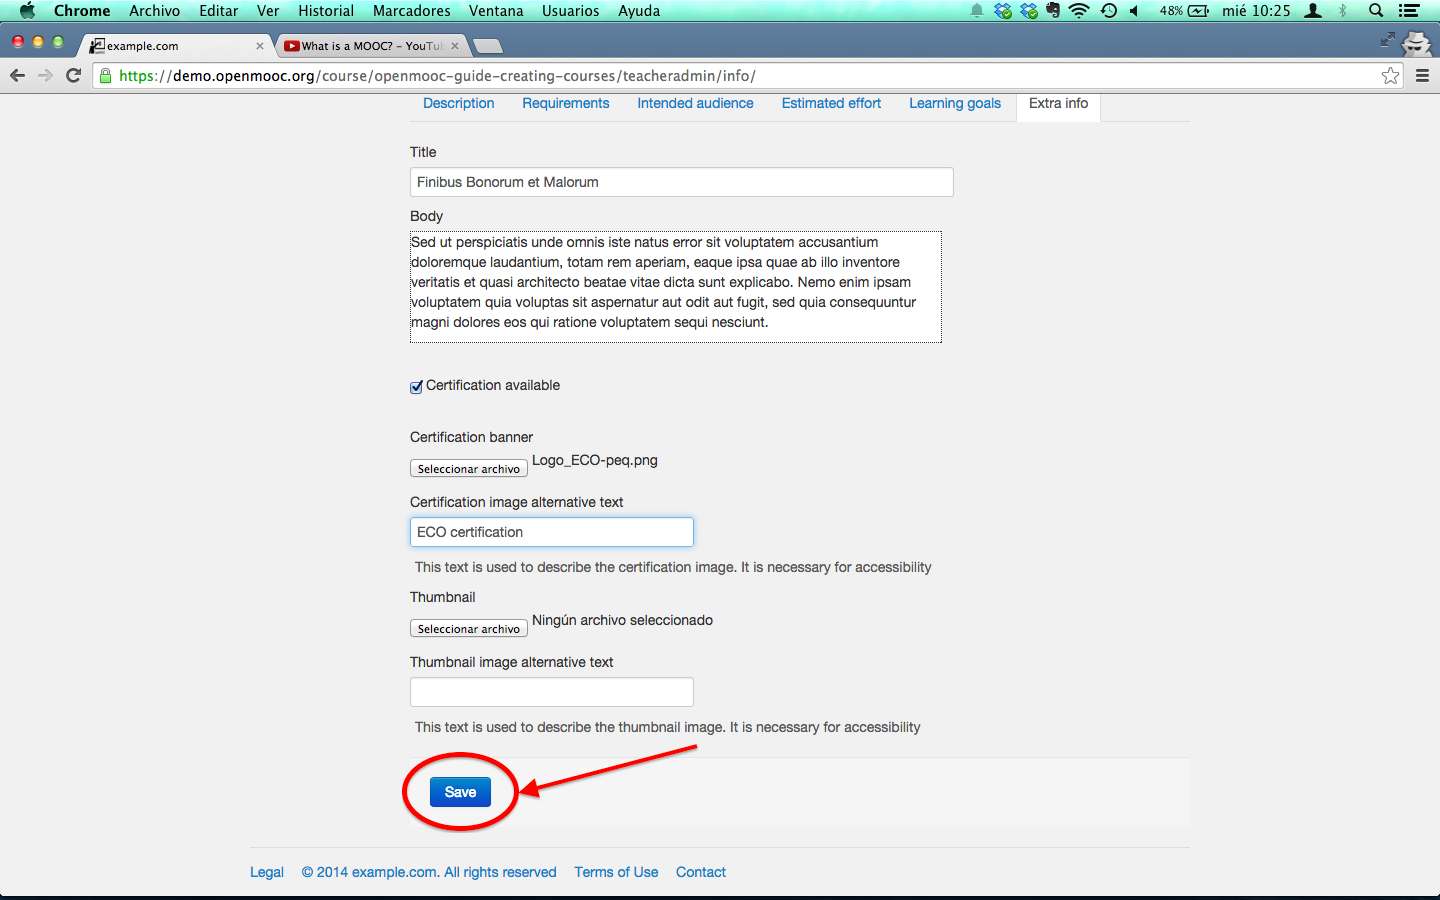 Chrome Archivo Editar Ver Historial Marcadores Ventana Usuarios Ayuda 48% mié 10:25
example.com What is a MOOC? - YouTu
https://demo.openmooc.org/course/openmooc-guide-creating-courses/teacheradmin/info/
Description Requirements Intended audience Estimated effort Learning goals Extra info
Title
Finibus Bonorum et Malorum
Body
Sed ut perspiciatis unde omnis iste natus error sit voluptatem accusantium
doloremque laudantium, totam rem aperiam, eaque ipsa quae ab illo inventore
veritatis et quasi architecto beatae vitae dicta sunt explicabo. Nemo enim ipsam
voluptatem quia voluptas sit aspernatur aut odit aut fugit, sed quia consequuntur
magni dolores eos qui ratione voluptatem sequi nesciunt.
Certification available
Certification banner
Seleccionar archivo Logo_ECO-peq.png
Certification image alternative text
ECO certification
This text is used to describe the certification image. It is necessary for accessibility
Thumbnail
Seleccionar archivo Ningún archivo seleccionado
Thumbnail image alternative text
This text is used to describe the thumbnail image. It is necessary for accessibility
Save
Legal © 2014 example.com. All rights reserved Terms of Use Contact